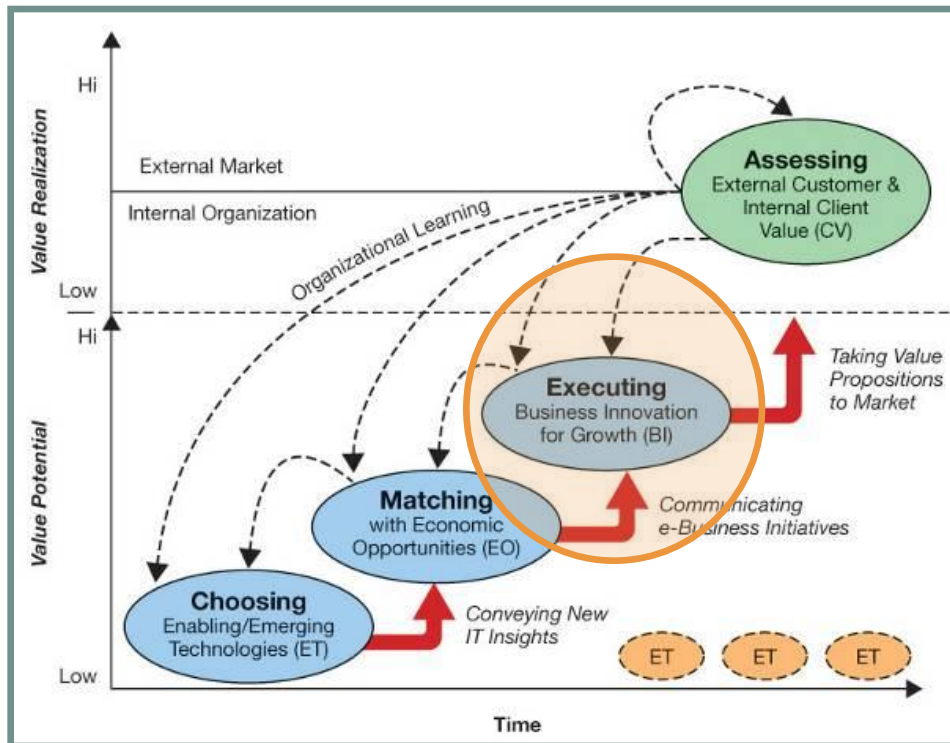 Hi
Value Realization
External Market
Internal Organization
Low
Organizational Learning
Assessing
External Customer &
Internal Client
Value (CV)
Hi
Value Potential
Executing
Business Innovation
for Growth (BI)
Taking Value
Propositions
to Market
Matching
with Economic
Opportunities (EO)
Communicating
e-Business Initiatives
Choosing
Enabling/Emerging
Technologies (ET)
Conveying New
IT Insights
ET
ET
ET
Low
Time